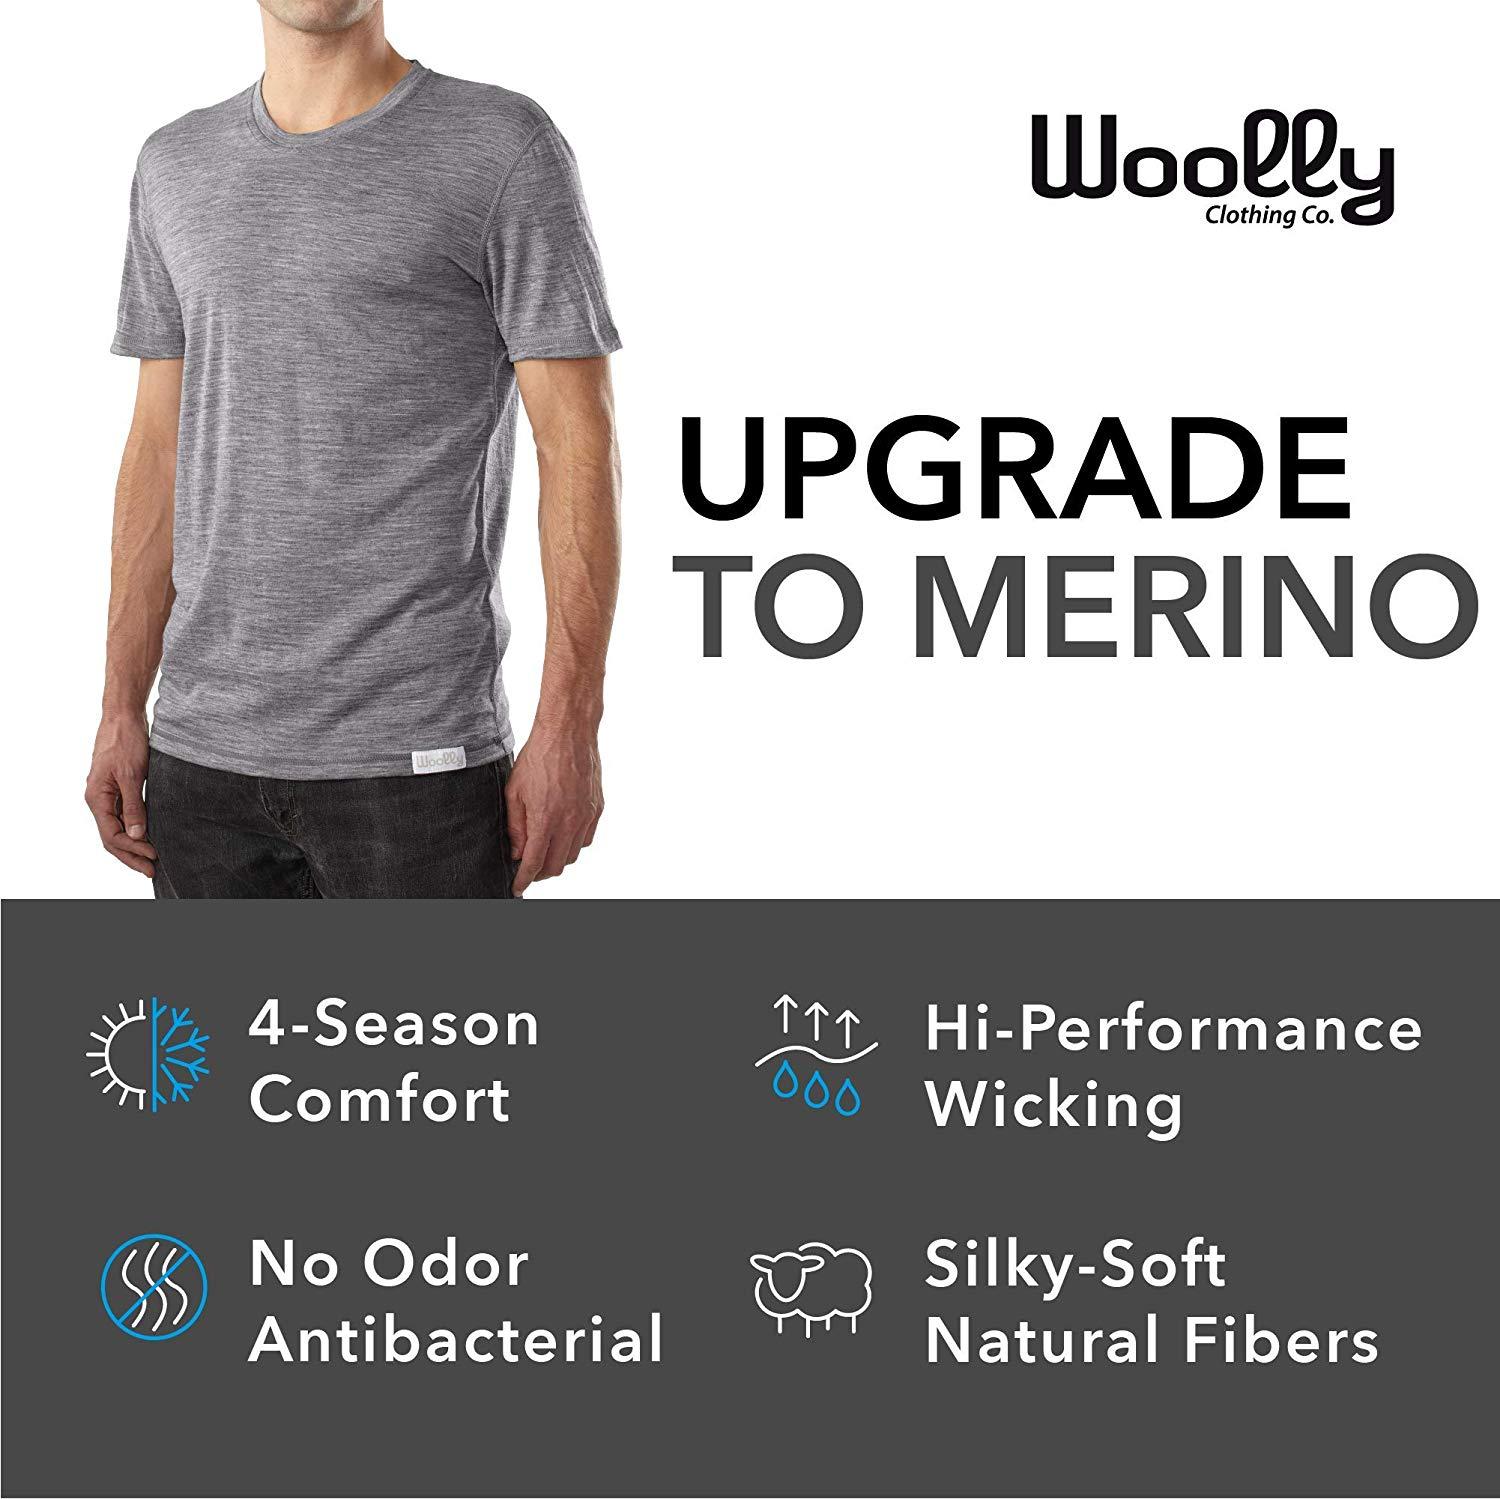 Woolly
Clothing Co.
UPGRADE
TO MERINO
Woolly
4-Season
Comfort
Hi-Performance
Wicking
No Odor
Antibacterial
Silky-Soft
Natural Fibers